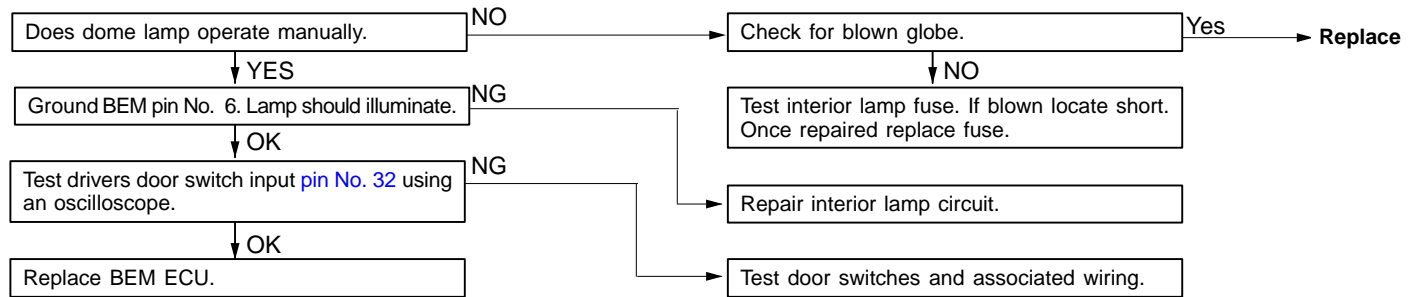 Does dome lamp operate manually.
NO
Check for blown globe.
Yes
Replace
YES
NO
Ground BEM pin No. 6. Lamp should illuminate.
NG
Test interior lamp fuse. If blown locate short.
Once repaired replace fuse.
OK
Test drivers door switch input pin No. 32 using
an oscilloscope.
NG
Repair interior lamp circuit.
OK
Replace BEM ECU.
Test door switches and associated wiring.